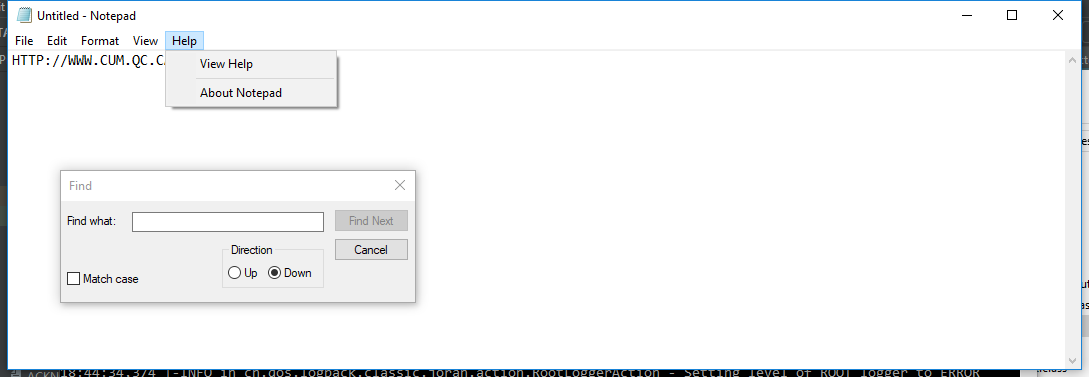 Untitled - Notepad
File Edit Format View Help
HTTP://WWW.CUM.QC.CA
View Help
About Notepad
Find
Find what:
Find Next
Cancel
Direction
Up Down
Match case
18:44:34.374 |-INFO in ch.qos.logback.classic.joran.action.RootLoggerAction - Setting level of ROOT logger to ERROR